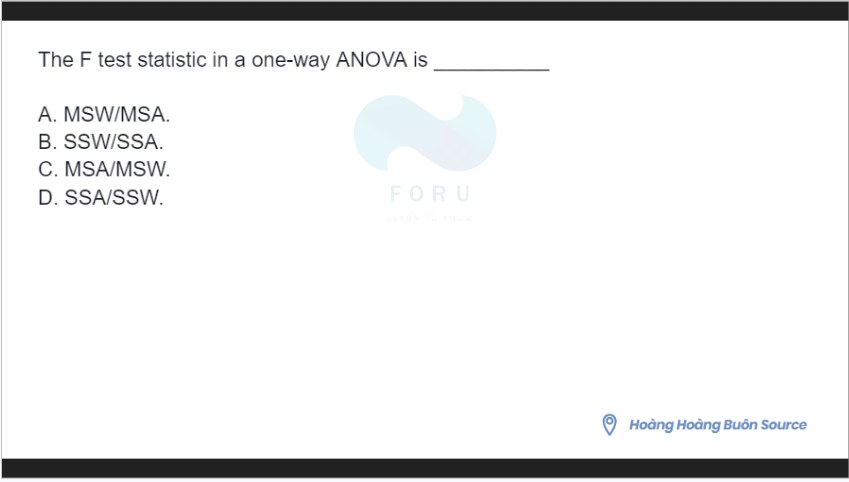 The F test statistic in a one-way ANOVA is ___________
A. MSW/MSA.
B. SSW/SSA.
C. MSA/MSW.
D. SSA/SSW.
FORU
Hoàng Hoàng Buôn Source